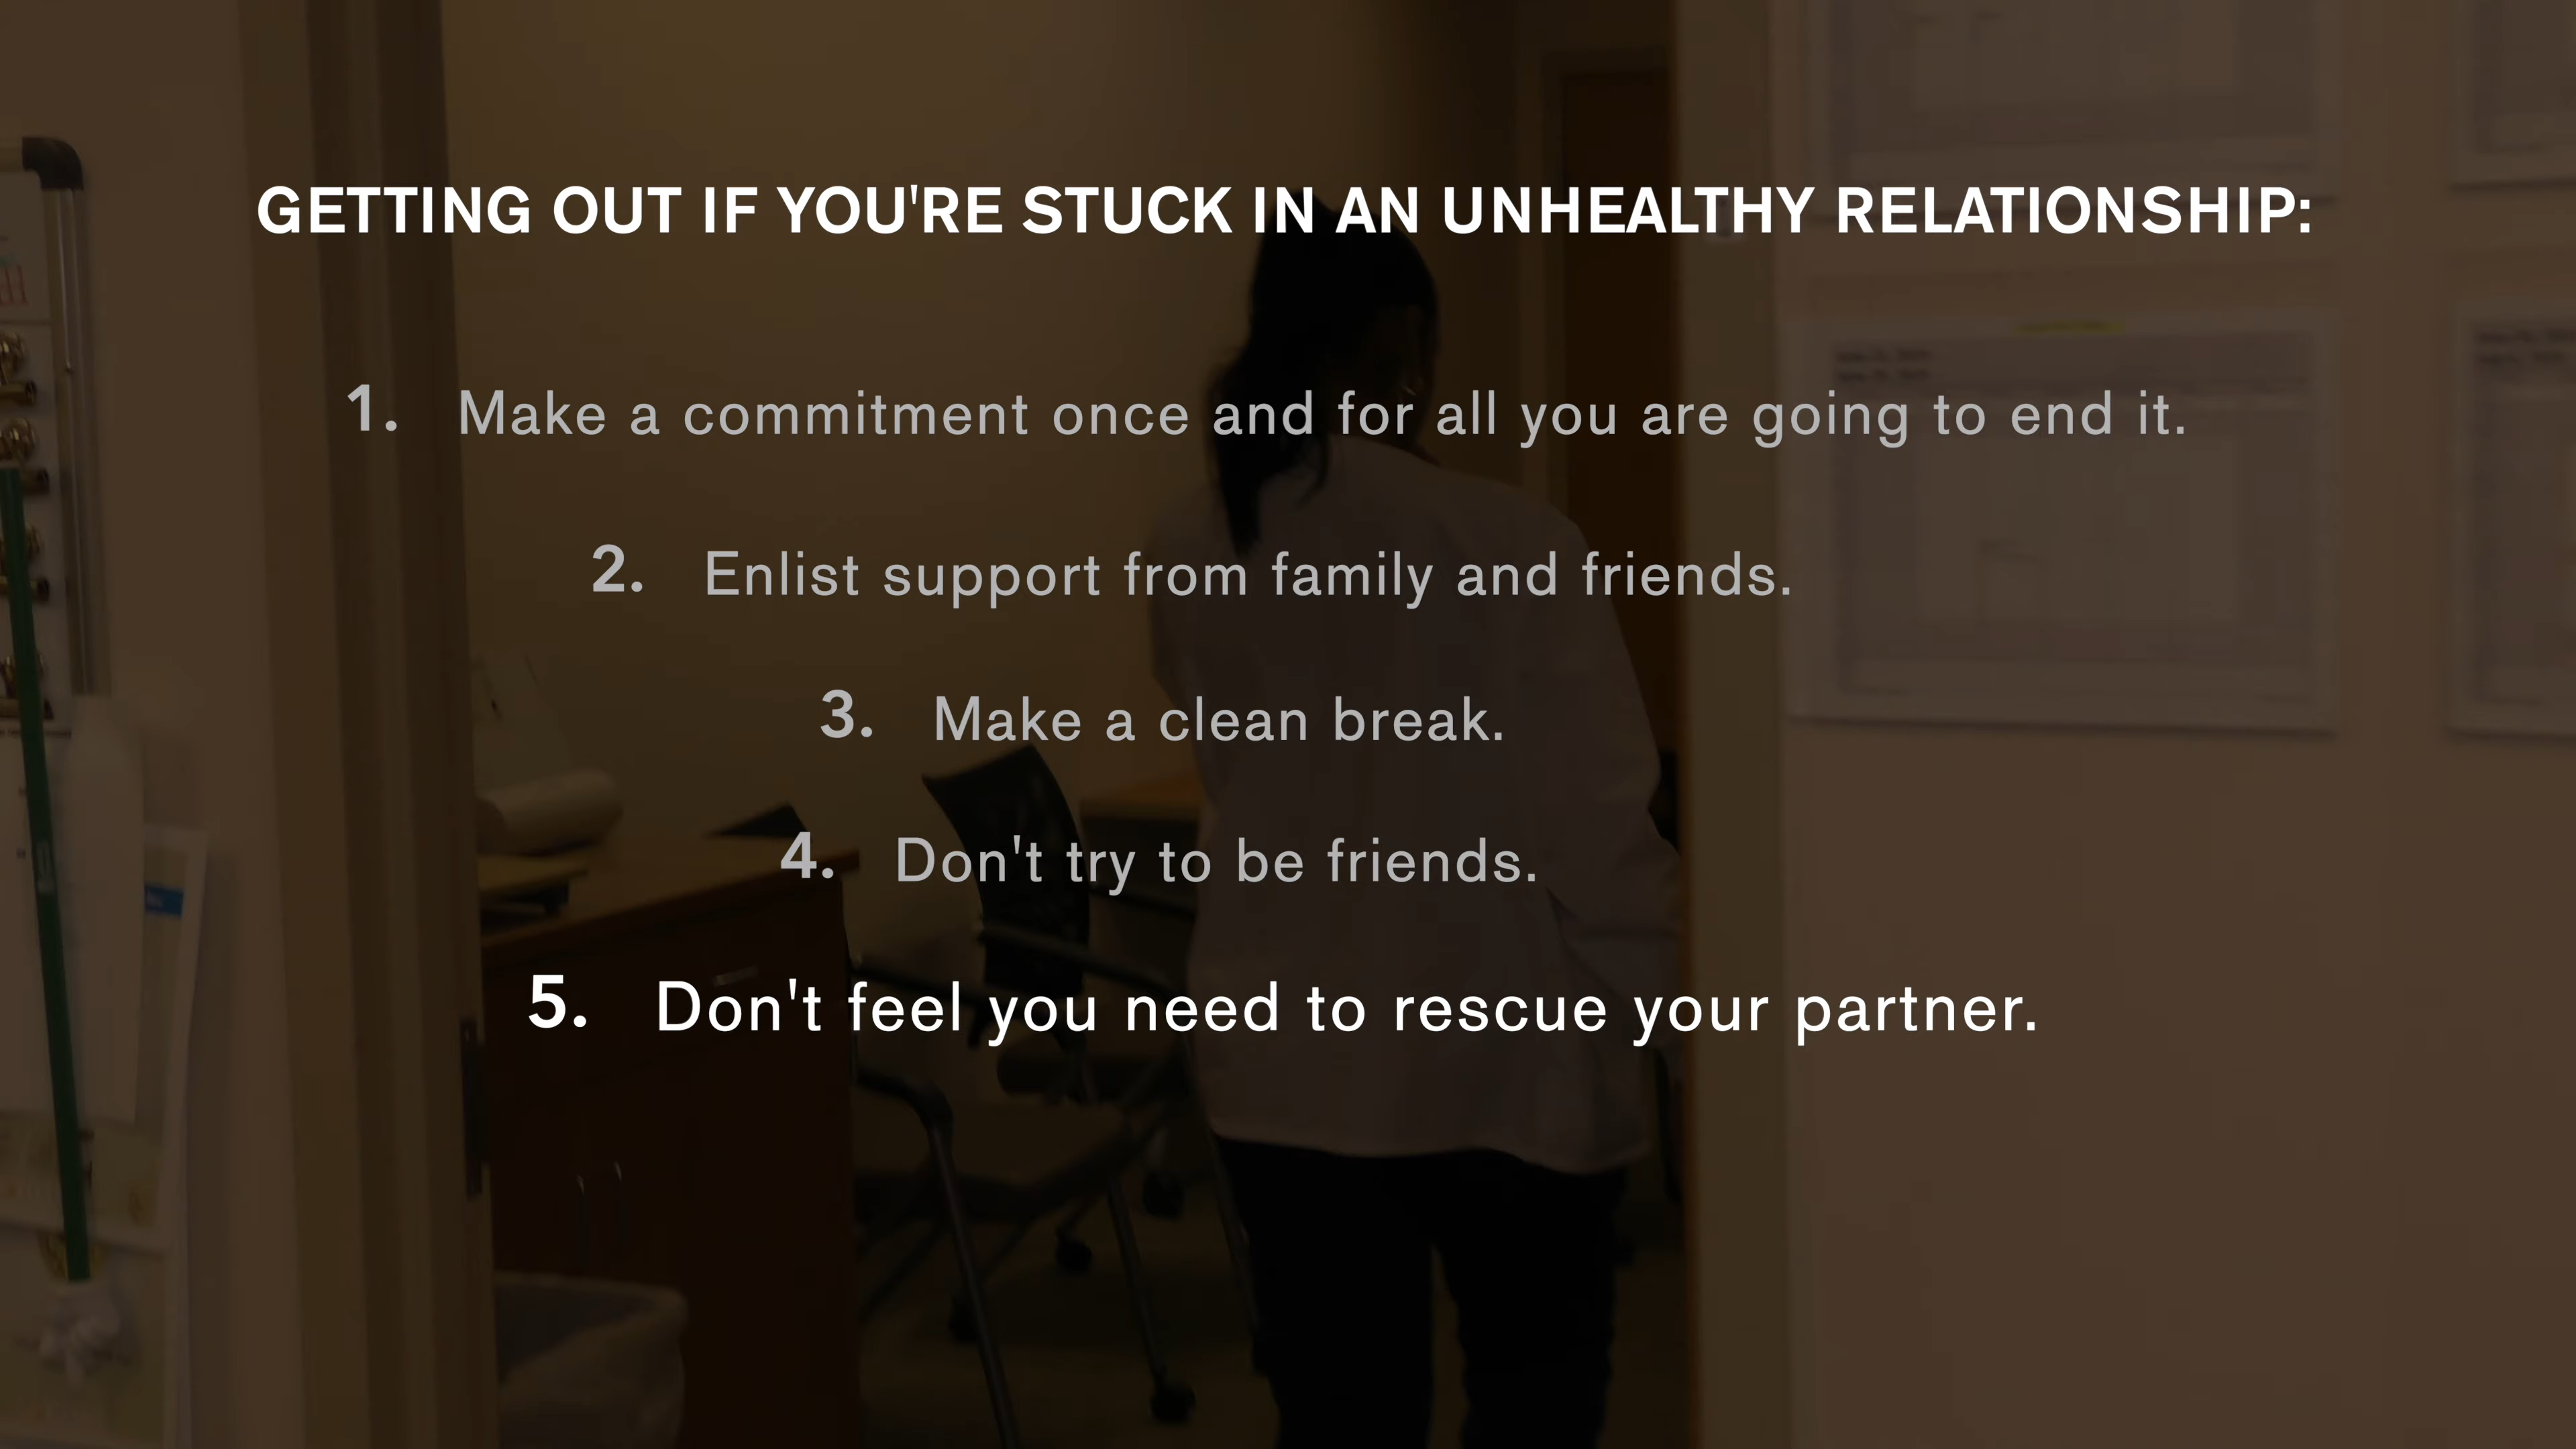 GETTING OUT IF YOU'RE STUCK IN AN UNHEALTHY RELATIONSHIP:
1. Make a commitment once and for all you are going to end it.
2. Enlist support from family and friends.
3. Make a clean break.
4. Don't try to be friends.
5. Don't feel you need to rescue your partner.